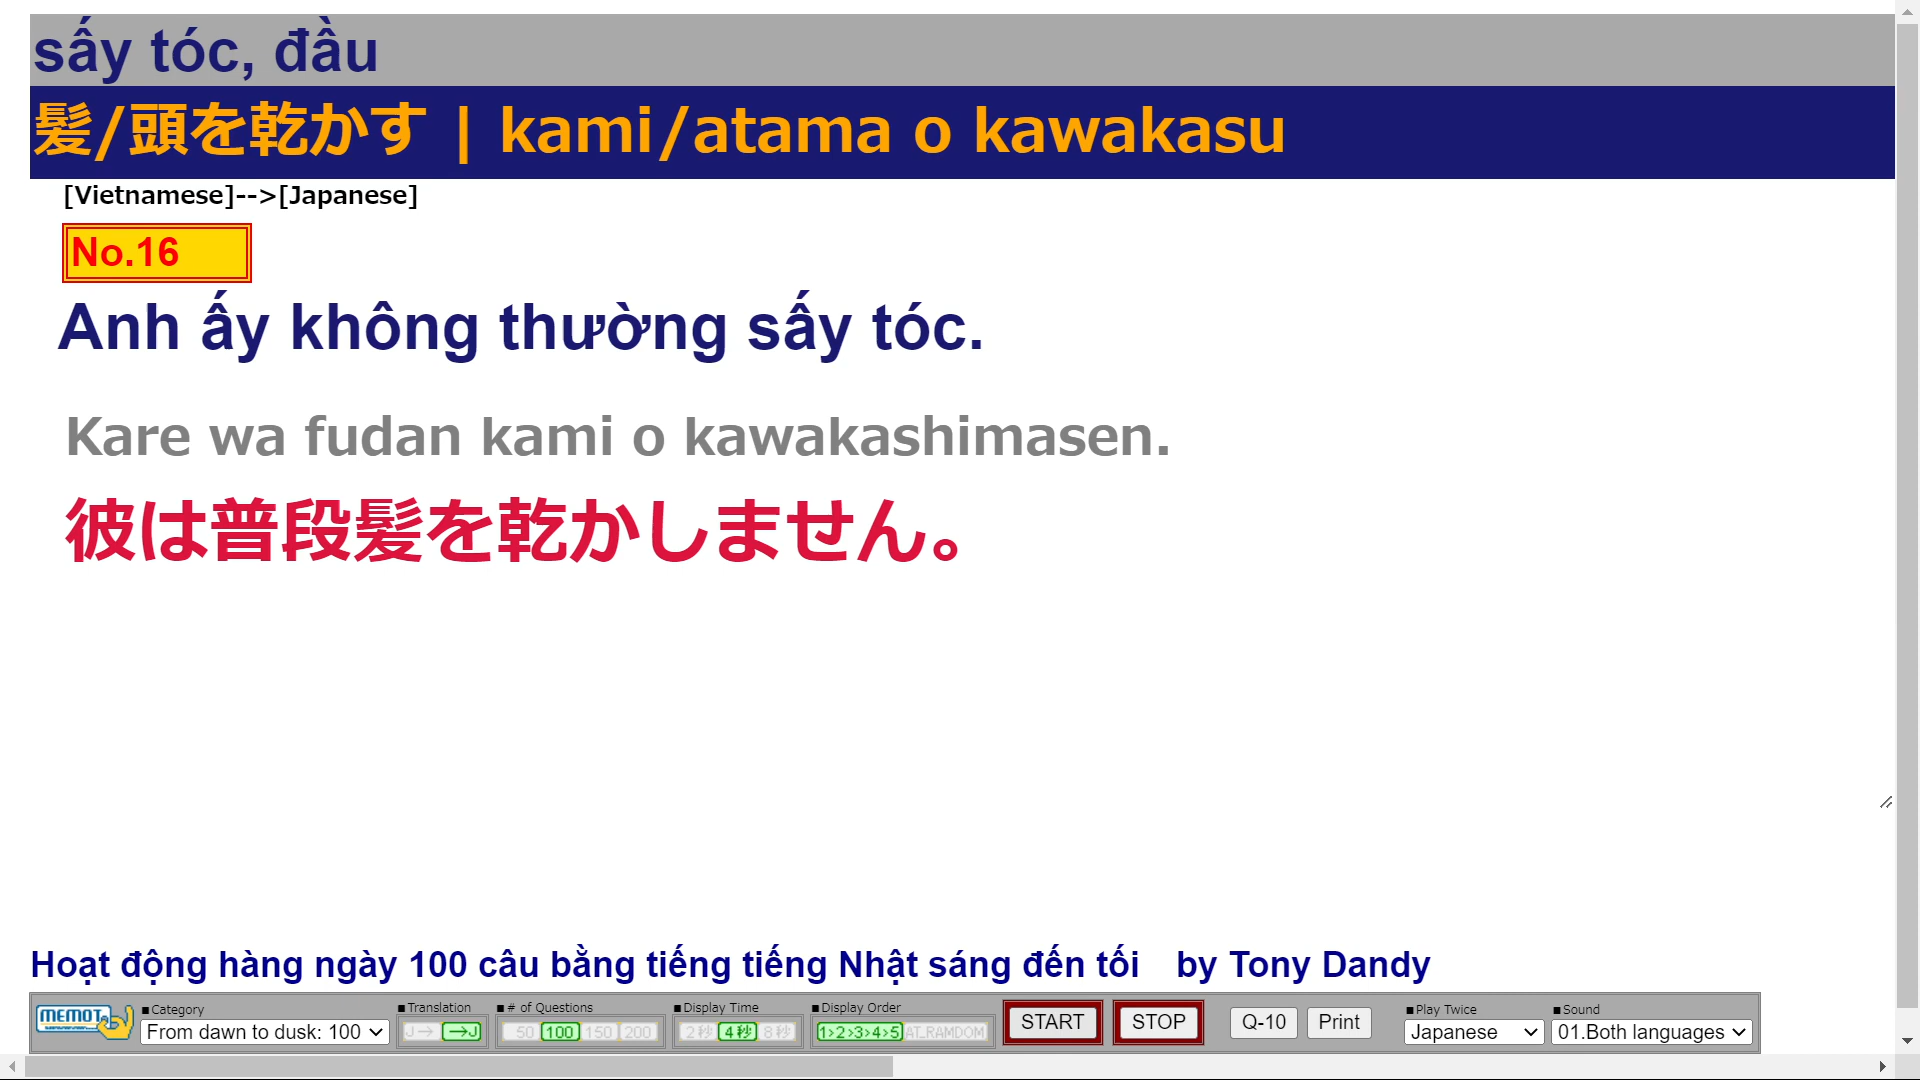 sấy tóc, đầu
髪/頭を乾かす | kami/atama o kawakasu
[Vietnamese]-->[Japanese]
No.16
Anh ấy không thường sấy tóc.
Kare wa fudan kami o kawakashimasen.
彼は普段髪を乾かしません。
Hoạt động hàng ngày 100 câu bằng tiếng tiếng Nhật sáng đến tối　by Tony Dandy
■Category ■Translation ■# of Questions ■Display Time ■Display Order ■Play Twice ■Sound
MEMOT From dawn to dusk: 100 J→ →J 50 100 150 200 2秒 4秒 8秒 1>2>3>4>5 AT.RAMDOM START STOP Q-10 Print Japanese 01.Both languages